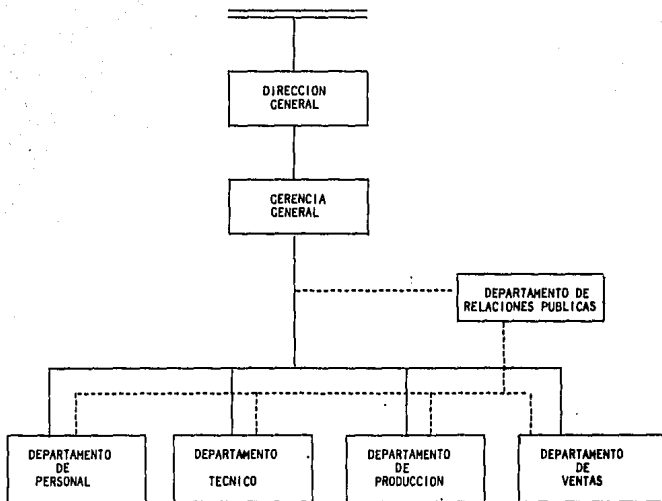 DIRECCION
GENERAL
GERENCIA
GENERAL
DEPARTAMENTO DE
RELACIONES PUBLICAS
DEPARTAMENTO
DE
PERSONAL
DEPARTAMENTO
TECNICO
DEPARTAMENTO
DE
PRODUCCION
DEPARTAMENTO
DE
VENTAS